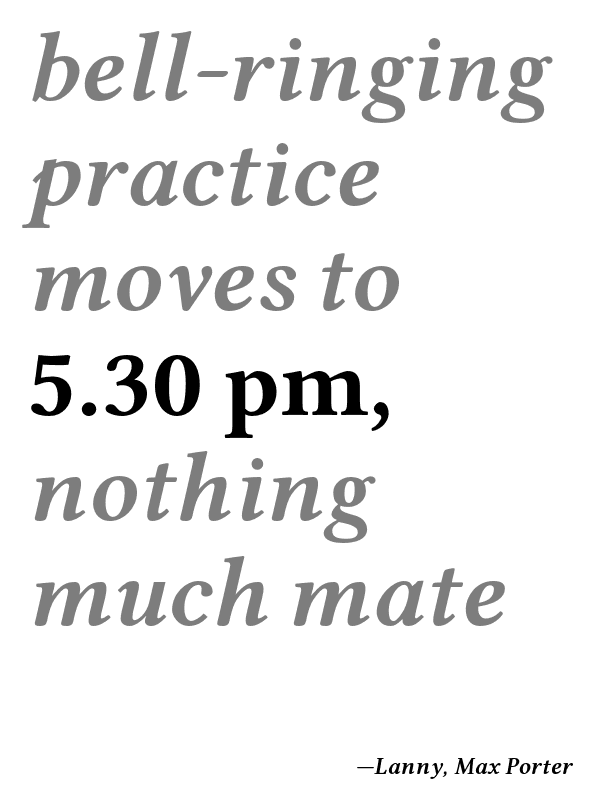 bell-ringing
practice
moves to
5.30 pm,
nothing
much mate
—Lanny, Max Porter